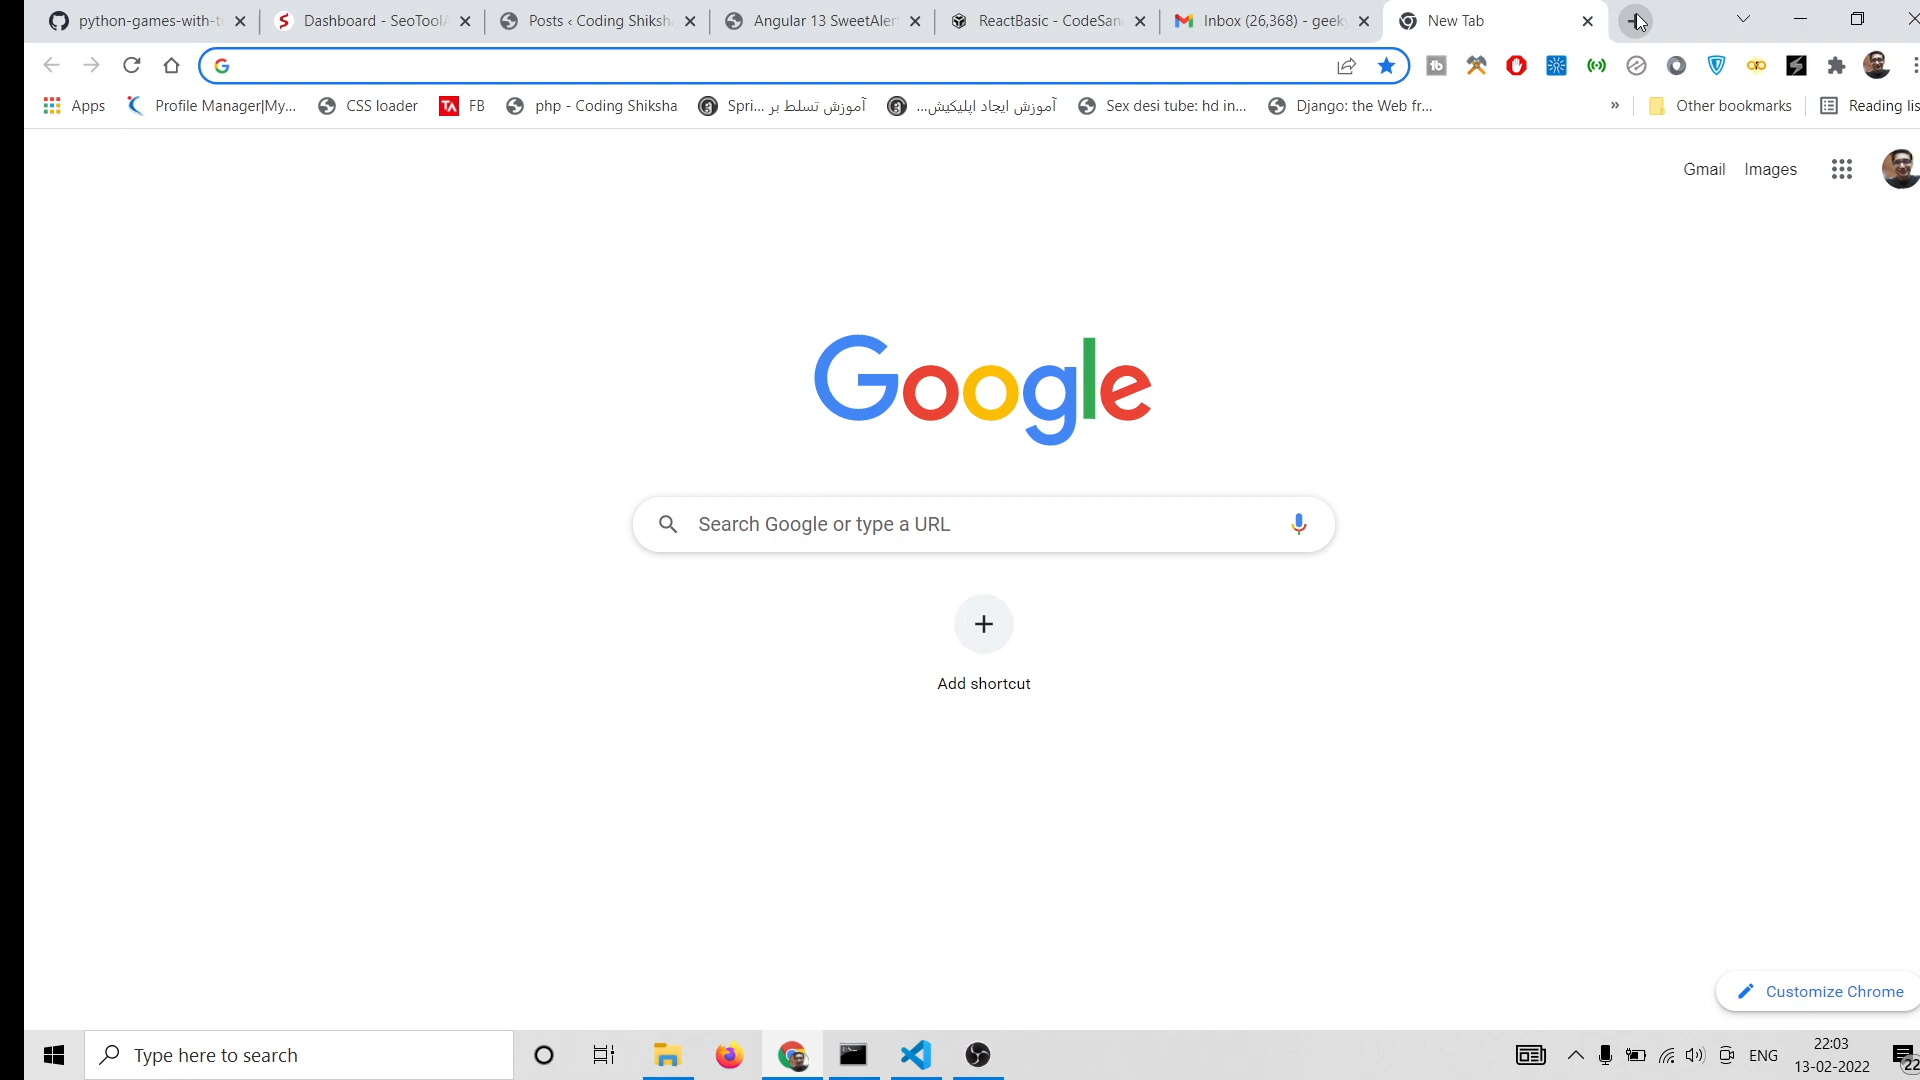 python-games-with-t
Dashboard - SeoToolA
Posts ‹ Coding Shiksh
Angular 13 SweetAler
ReactBasic - CodeSan
Inbox (26,368) - geek
New Tab
Apps
Profile Manager|My...
CSS loader
FB
php - Coding Shiksha
آموزش تسلط بر Spri...
آموزش ایجاد اپلیکیش...
Sex desi tube: hd in...
Django: the Web fr...
»
Other bookmarks
Reading lis
Gmail
Images
Google
Search Google or type a URL
Add shortcut
Customize Chrome
Type here to search
ENG
22:03
13-02-2022
22